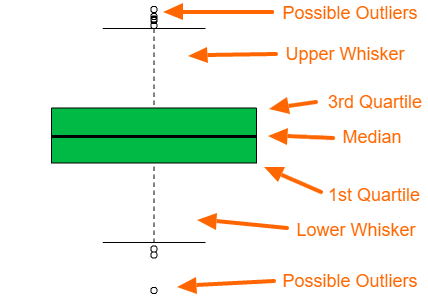 Possible Outliers
Upper Whisker
3rd Quartile
Median
1st Quartile
Lower Whisker
Possible Outliers